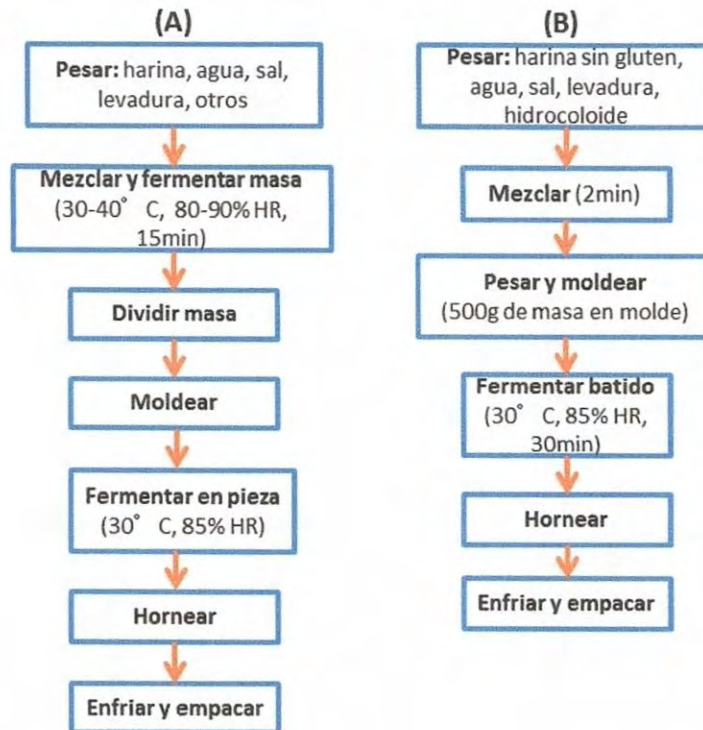 (A)
Pesar: harina, agua, sal,
levadura, otros
Mezclar y fermentar masa
(30-40° C, 80-90% HR,
15min)
Dividir masa
Moldear
Fermentar en pieza
(30° C, 85% HR)
Hornear
Enfriar y empacar
(B)
Pesar: harina sin gluten,
agua, sal, levadura,
hidrocoloide
Mezclar (2min)
Pesar y moldear
(500g de masa en molde)
Fermentar batido
(30° C, 85% HR,
30min)
Hornear
Enfriar y empacar